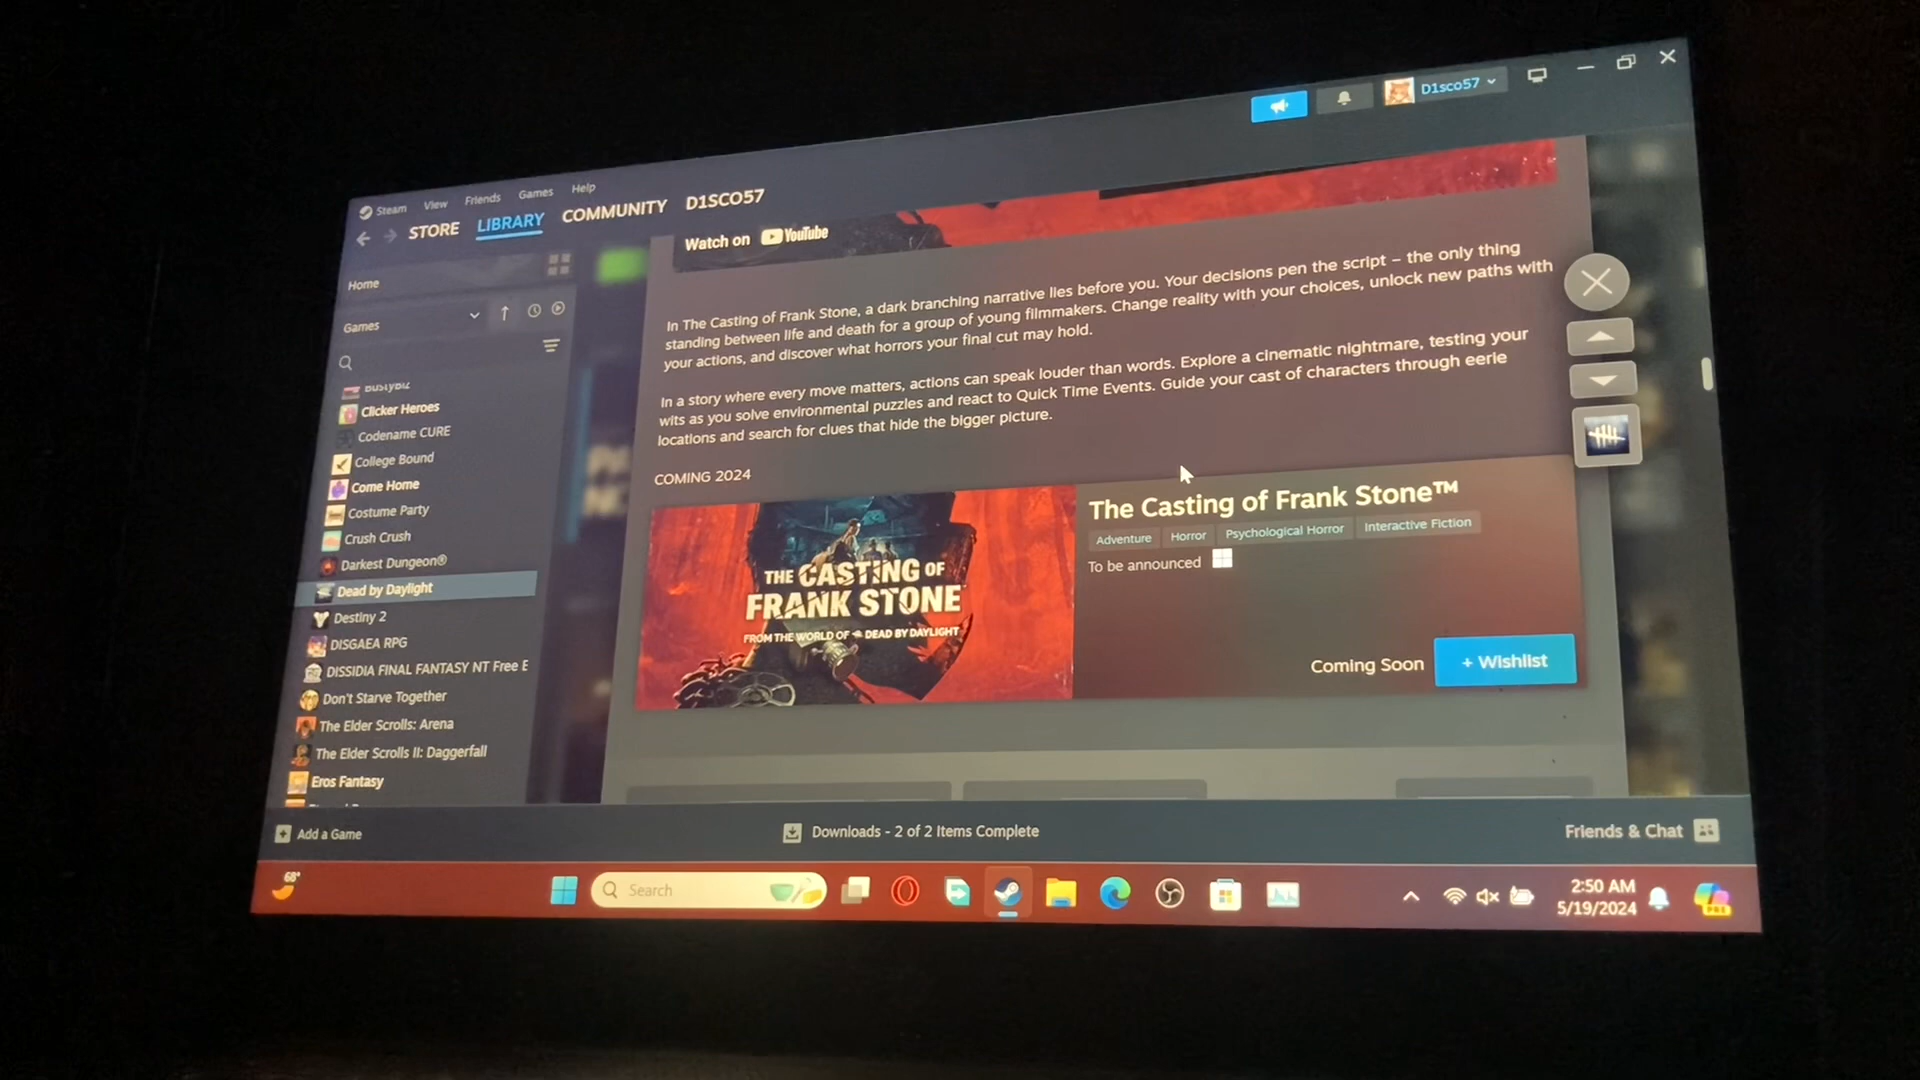 Steam View Friends Games Help
D1sco57
STORE LIBRARY COMMUNITY D1SCO57
Home
Games
BustyBiz
Clicker Heroes
Codename CURE
College Bound
Come Home
Costume Party
Crush Crush
Darkest Dungeon®
Dead by Daylight
Destiny 2
DISGAEA RPG
DISSIDIA FINAL FANTASY NT Free E
Don't Starve Together
The Elder Scrolls: Arena
The Elder Scrolls II: Daggerfall
Eros Fantasy
Watch on YouTube
In The Casting of Frank Stone, a dark branching narrative lies before you. Your decisions pen the script – the only thing
standing between life and death for a group of young filmmakers. Change reality with your choices, unlock new paths with
your actions, and discover what horrors your final cut may hold.
In a story where every move matters, actions can speak louder than words. Explore a cinematic nightmare, testing your
wits as you solve environmental puzzles and react to Quick Time Events. Guide your cast of characters through eerie
locations and search for clues that hide the bigger picture.
COMING 2024
THE CASTING OF
FRANK STONE
FROM THE WORLD OF DEAD BY DAYLIGHT
The Casting of Frank Stone™
Adventure Horror Psychological Horror Interactive Fiction
To be announced
Coming Soon + Wishlist
Add a Game
Downloads - 2 of 2 Items Complete
Friends & Chat
68°
Search
2:50 AM
5/19/2024
PRE